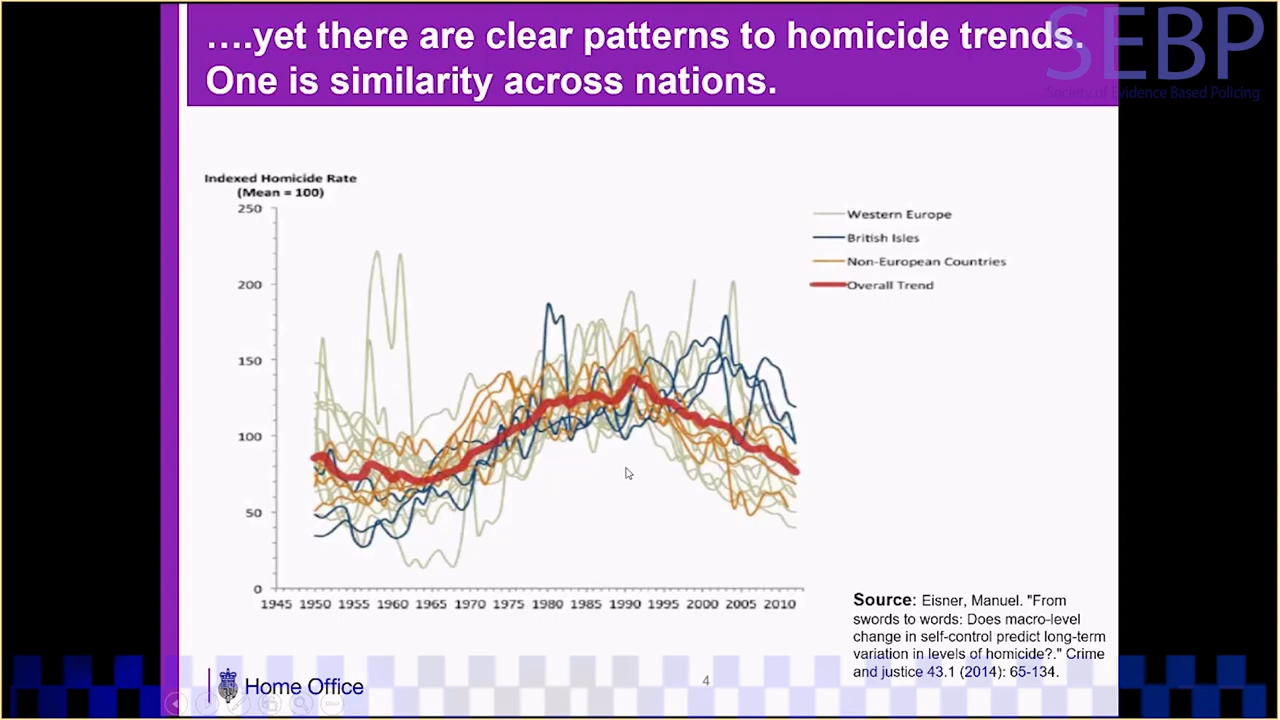 ….yet there are clear patterns to homicide trends.
One is similarity across nations.
SEBP
Society of Evidence Based Policing
Indexed Homicide Rate
(Mean = 100)
250
200
150
100
50
0
1945 1950 1955 1960 1965 1970 1975 1980 1985 1990 1995 2000 2005 2010
Western Europe
British Isles
Non-European Countries
Overall Trend
Source: Eisner, Manuel. "From
swords to words: Does macro-level
change in self-control predict long-term
variation in levels of homicide?." Crime
and justice 43.1 (2014): 65-134.
Home Office
4